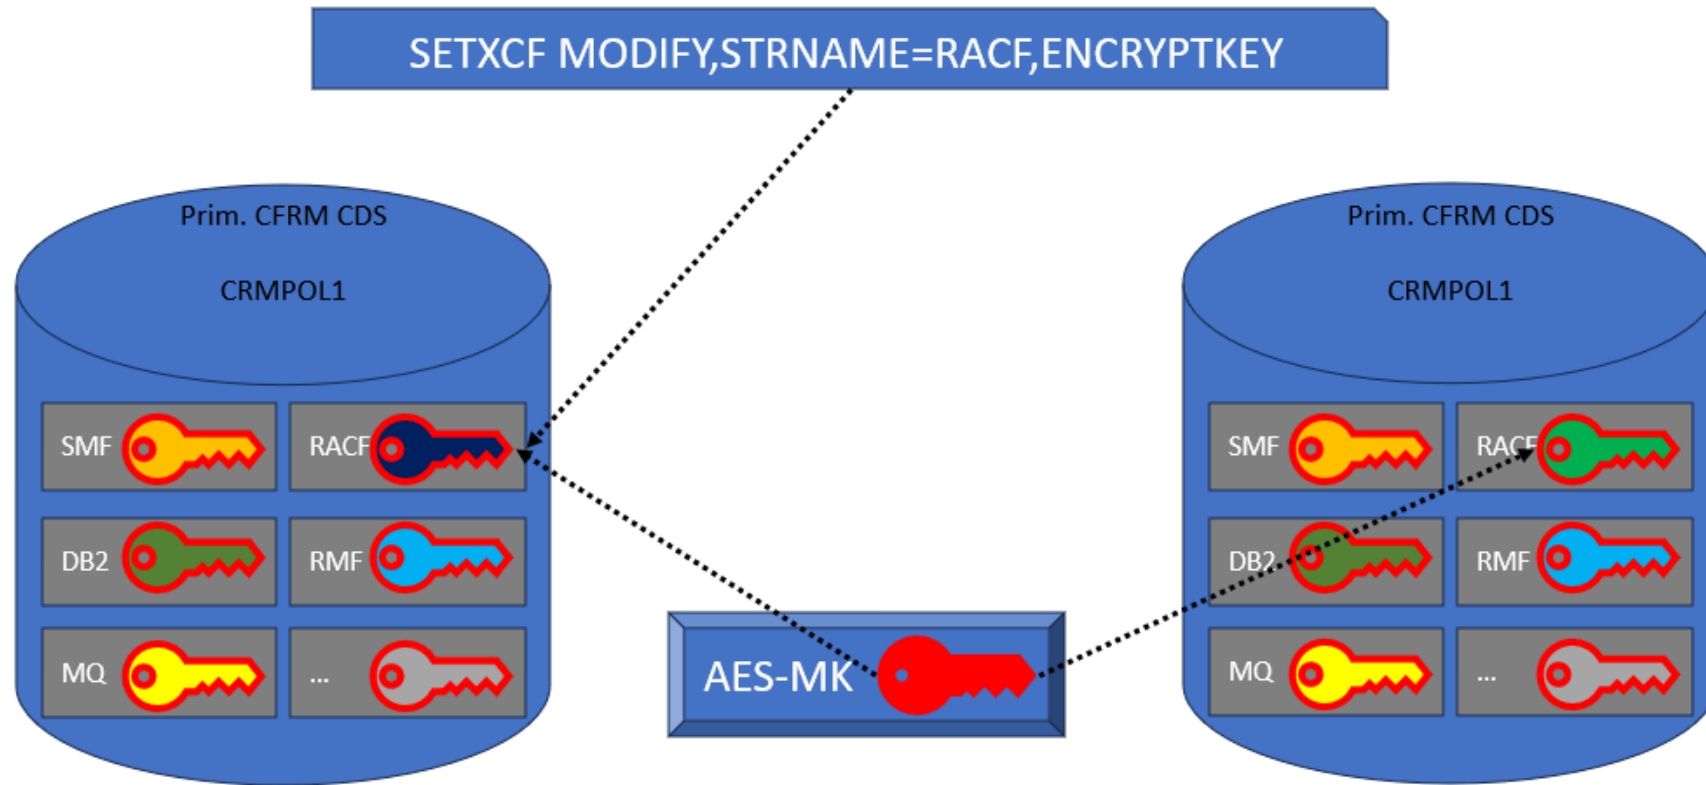 SETXCF MODIFY,STRNAME=RACF,ENCRYPTKEY
Prim. CFRM CDS
CRMPOL1
SMF
RACF
DB2
RMF
MQ
...
AES-MK
Prim. CFRM CDS
CRMPOL1
SMF
RACF
DB2
RMF
MQ
...